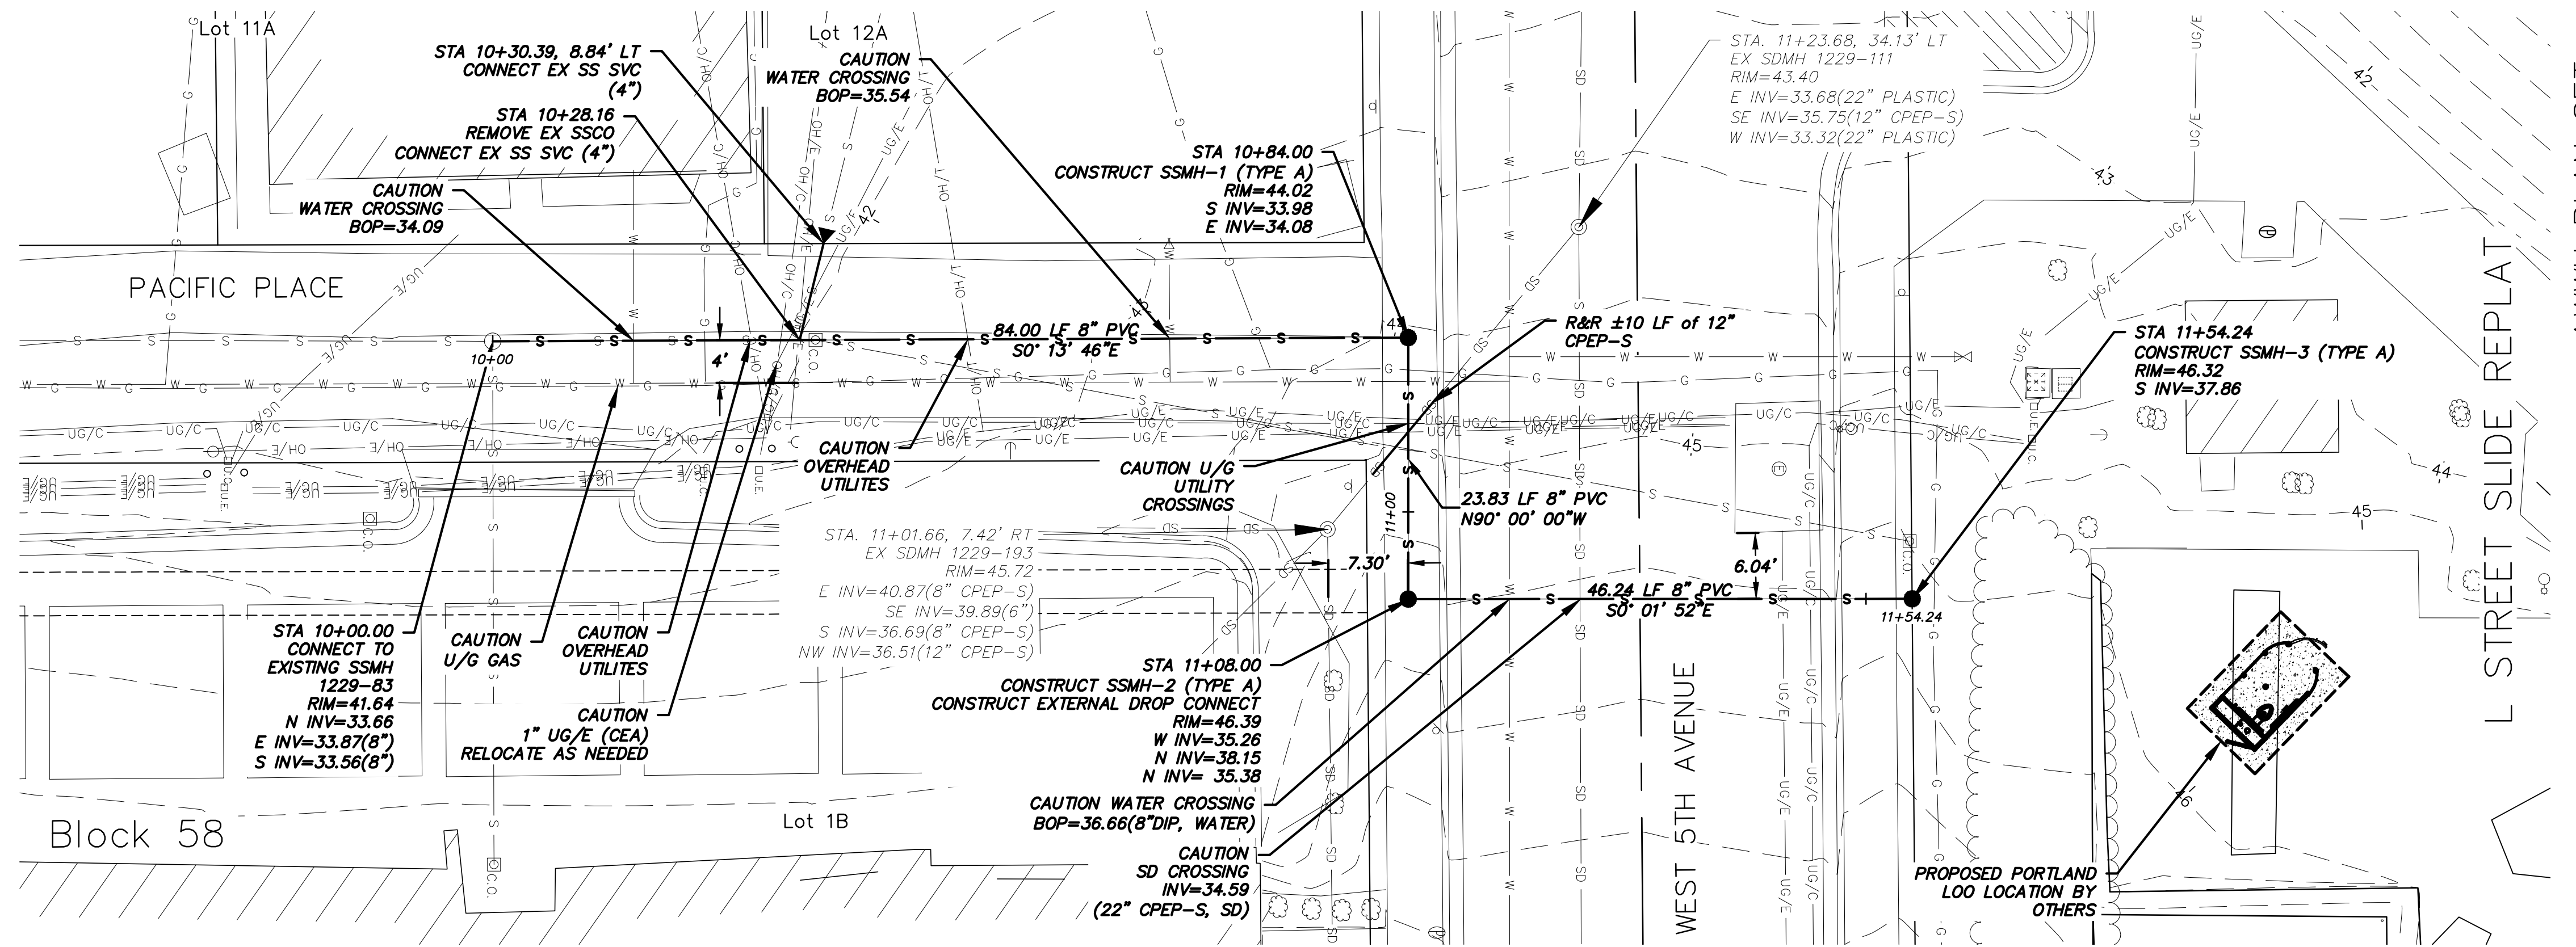 Lot 11A
Lot 12A
STA 10+30.39, 8.84' LT
CONNECT EX SS SVC
(4")
STA 10+28.16
REMOVE EX SSCO
CONNECT EX SS SVC (4")
CAUTION
WATER CROSSING
BOP=34.09
CAUTION
WATER CROSSING
BOP=35.54
STA 10+84.00
CONSTRUCT SSMH-1 (TYPE A)
RIM=44.02
S INV=33.98
E INV=34.08
STA. 11+23.68, 34.13' LT
EX SDMH 1229-111
RIM=43.40
E INV=33.68(22" PLASTIC)
SE INV=35.75(12" CPEP-S)
W INV=33.32(22" PLASTIC)
PACIFIC PLACE
10+00
4'
84.00 LF 8" PVC
S0° 13' 46"E
R&R ±10 LF of 12"
CPEP-S
STA 11+54.24
CONSTRUCT SSMH-3 (TYPE A)
RIM=46.32
S INV=37.86
L STREET SLIDE REPLAT
CAUTION
OVERHEAD
UTILITES
CAUTION U/G
UTILITY
CROSSINGS
23.83 LF 8" PVC
N90° 00' 00"W
11+00
STA. 11+01.66, 7.42' RT
EX SDMH 1229-193
RIM=45.72
E INV=40.87(8" CPEP-S)
SE INV=39.89(6")
S INV=36.69(8" CPEP-S)
NW INV=36.51(12" CPEP-S)
7.30'
6.04'
46.24 LF 8" PVC
S0° 01' 52"E
11+54.24
STA 10+00.00
CONNECT TO
EXISTING SSMH
1229-83
RIM=41.64
N INV=33.66
E INV=33.87(8")
S INV=33.56(8")
CAUTION
U/G GAS
CAUTION
OVERHEAD
UTILITES
CAUTION
1" UG/E (CEA)
RELOCATE AS NEEDED
STA 11+08.00
CONSTRUCT SSMH-2 (TYPE A)
CONSTRUCT EXTERNAL DROP CONNECT
RIM=46.39
W INV=35.26
N INV=38.15
N INV= 35.38
CAUTION WATER CROSSING
BOP=36.66(8"DIP, WATER)
CAUTION
SD CROSSING
INV=34.59
(22" CPEP-S, SD)
WEST 5TH AVENUE
PROPOSED PORTLAND
LOO LOCATION BY
OTHERS
Block 58
Lot 1B
42
43
42
43
45
44
45
46